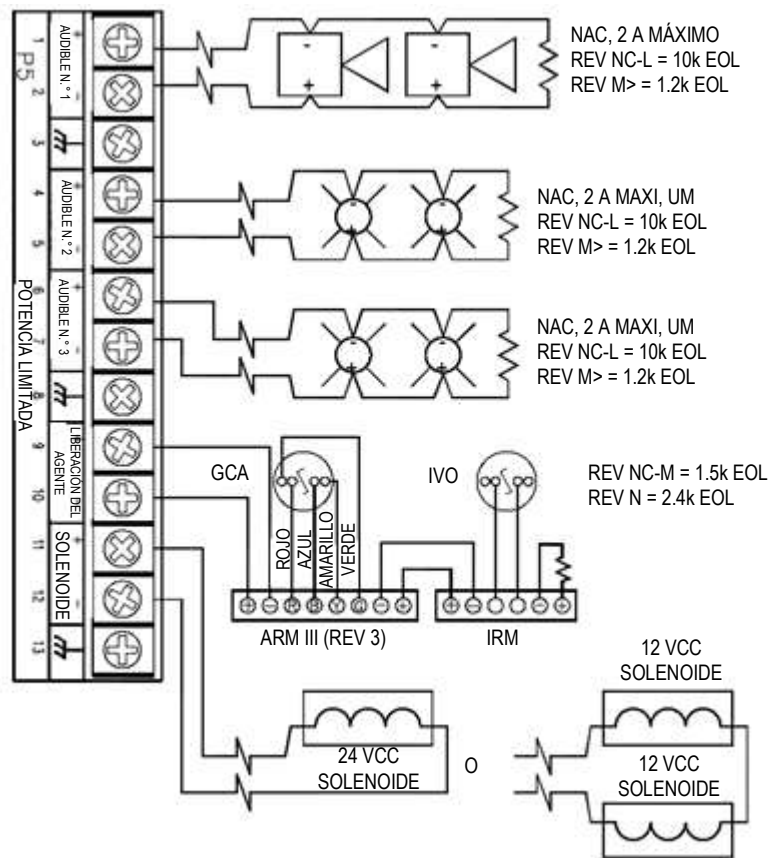 P5
POTENCIA LIMITADA
1
2
3
4
5
6
7
8
9
10
11
12
13
AUDIBLE N.° 1
+
-
AUDIBLE N.° 2
+
-
AUDIBLE N.° 3
+
-
LIBERACIÓN DEL
AGENTE
+
-
SOLENOIDE
+
-
-
+
-
+
NAC, 2 A MÁXIMO
REV NC-L = 10k EOL
REV M> = 1.2k EOL
-
+
-
+
NAC, 2 A MAXI, UM
REV NC-L = 10k EOL
REV M> = 1.2k EOL
-
+
-
+
NAC, 2 A MAXI, UM
REV NC-L = 10k EOL
REV M> = 1.2k EOL
GCA
IVO
REV NC-M = 1.5k EOL
REV N = 2.4k EOL
ROJO
AZUL
AMARILLO
VERDE
+ - R B Y G - +
+ - - +
ARM III (REV 3)
IRM
24 VCC
SOLENOIDE
O
12 VCC
SOLENOIDE
12 VCC
SOLENOIDE